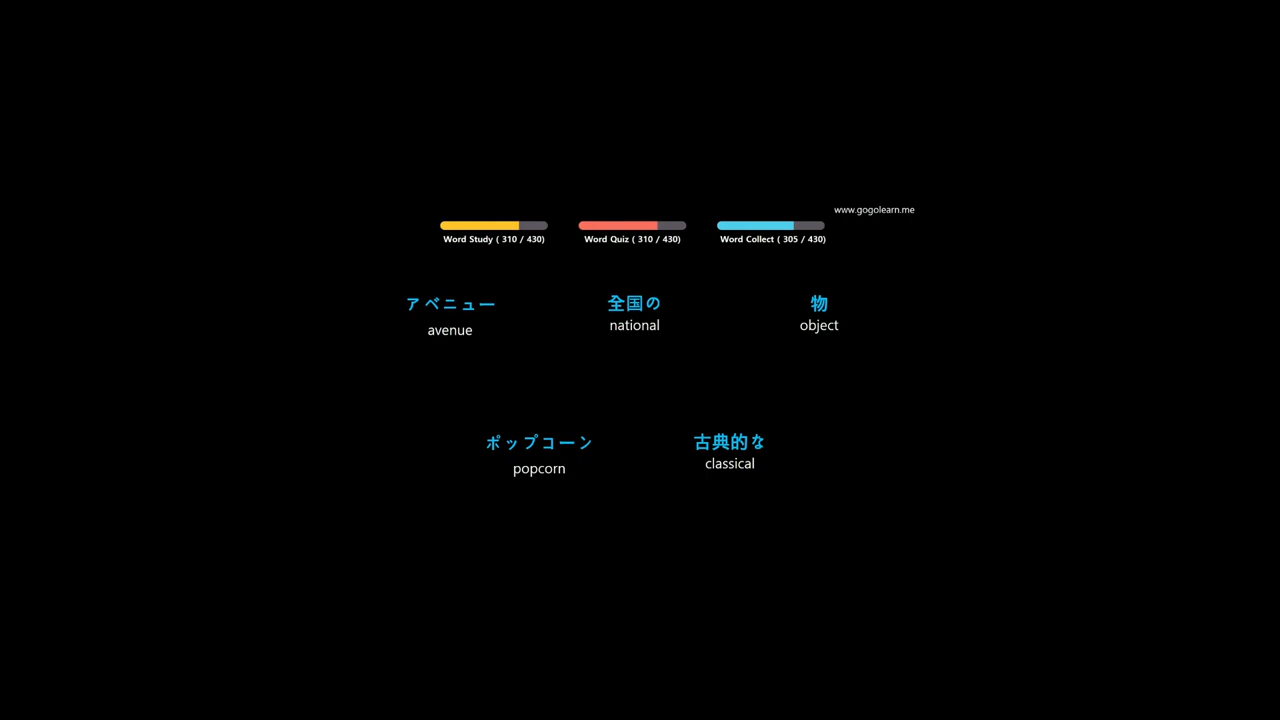 www.gogolearn.me
Word Study ( 310 / 430)
Word Quiz ( 310 / 430)
Word Collect ( 305 / 430)
アベニュー
avenue
全国の
national
物
object
ポップコーン
popcorn
古典的な
classical